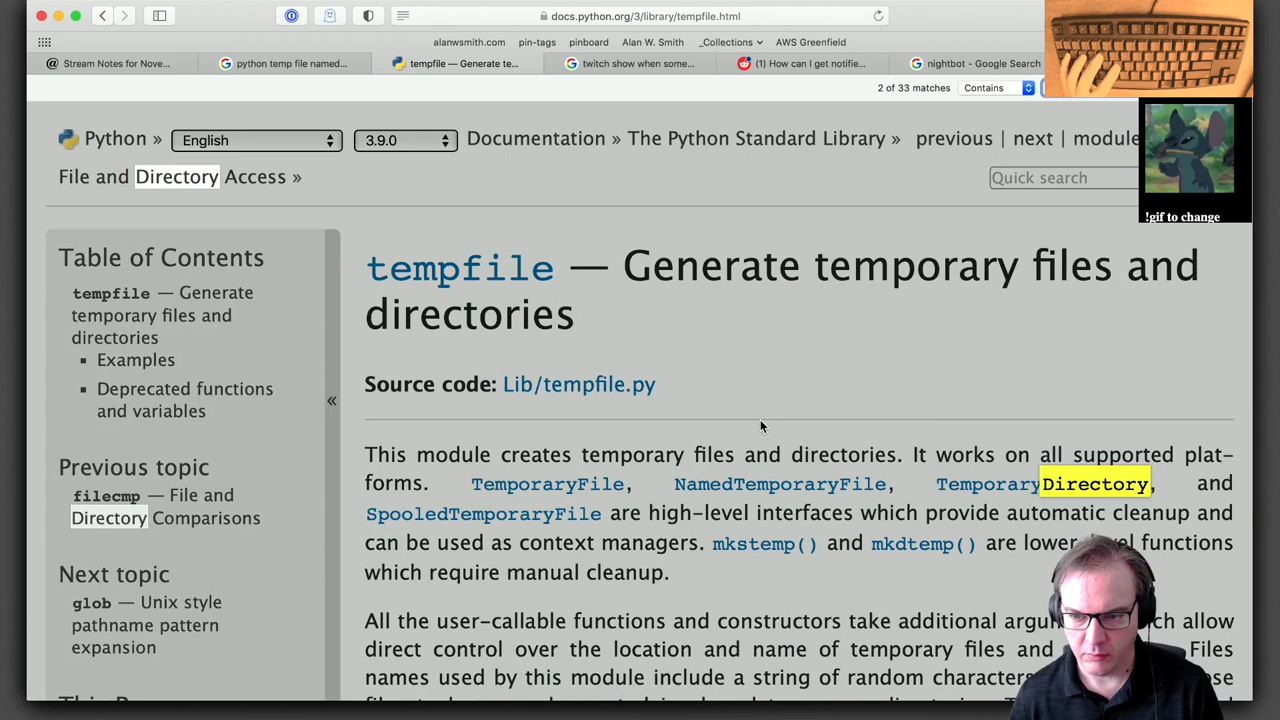 docs.python.org/3/library/tempfile.html
alanwsmith.com pin-tags pinboard Alan W. Smith _Collections AWS Greenfield
Stream Notes for Nove... python temp file named... tempfile — Generate te... twitch show when some... (1) How can I get notifie... nightbot - Google Search
2 of 33 matches Contains
Python » English 3.9.0 Documentation » The Python Standard Library » previous | next | module
File and Directory Access » Quick search
!gif to change
Table of Contents
tempfile — Generate
temporary files and
directories
▪ Examples
▪ Deprecated functions
and variables
«
Previous topic
filecmp — File and
Directory Comparisons
Next topic
glob — Unix style
pathname pattern
expansion
tempfile — Generate temporary files and
directories
Source code: Lib/tempfile.py
This module creates temporary files and directories. It works on all supported plat-
forms. TemporaryFile, NamedTemporaryFile, TemporaryDirectory, and
SpooledTemporaryFile are high-level interfaces which provide automatic cleanup and
can be used as context managers. mkstemp() and mkdtemp() are lower-level functions
which require manual cleanup.
All the user-callable functions and constructors take additional allow
direct control over the location and name of temporary files and Files
names used by this module include a string of random characters